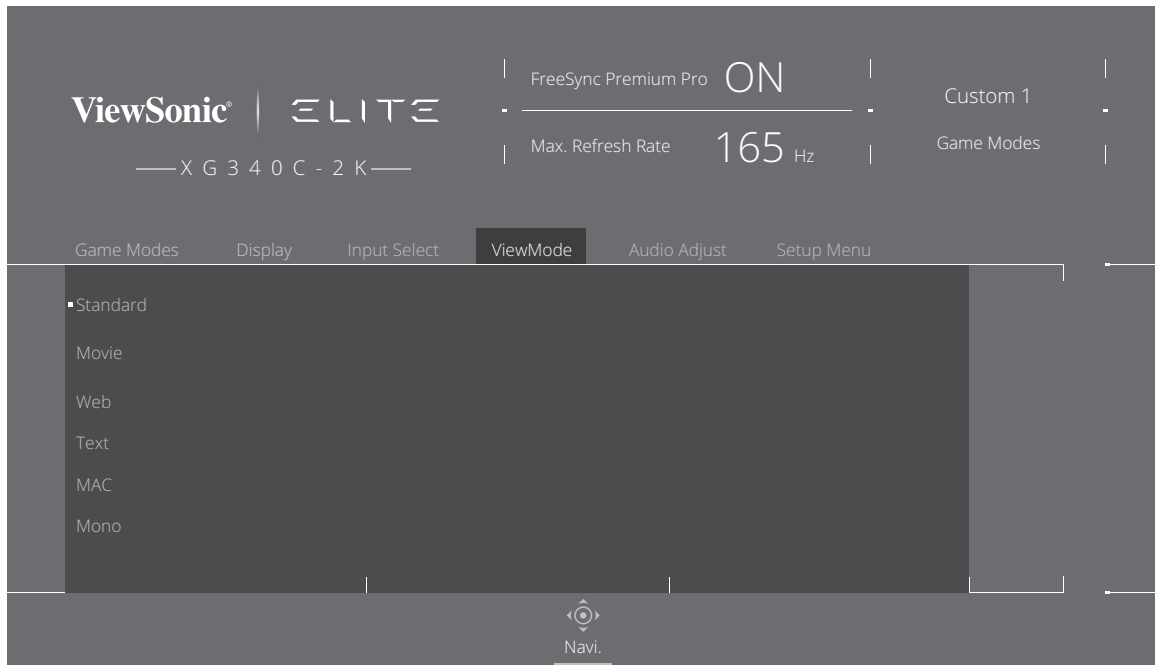 ViewSonic® ELITE
XG340C-2K
FreeSync Premium Pro ON
Max. Refresh Rate 165 Hz
Custom 1
Game Modes
Game Modes Display Input Select ViewMode Audio Adjust Setup Menu
Standard
Movie
Web
Text
MAC
Mono
Navi.